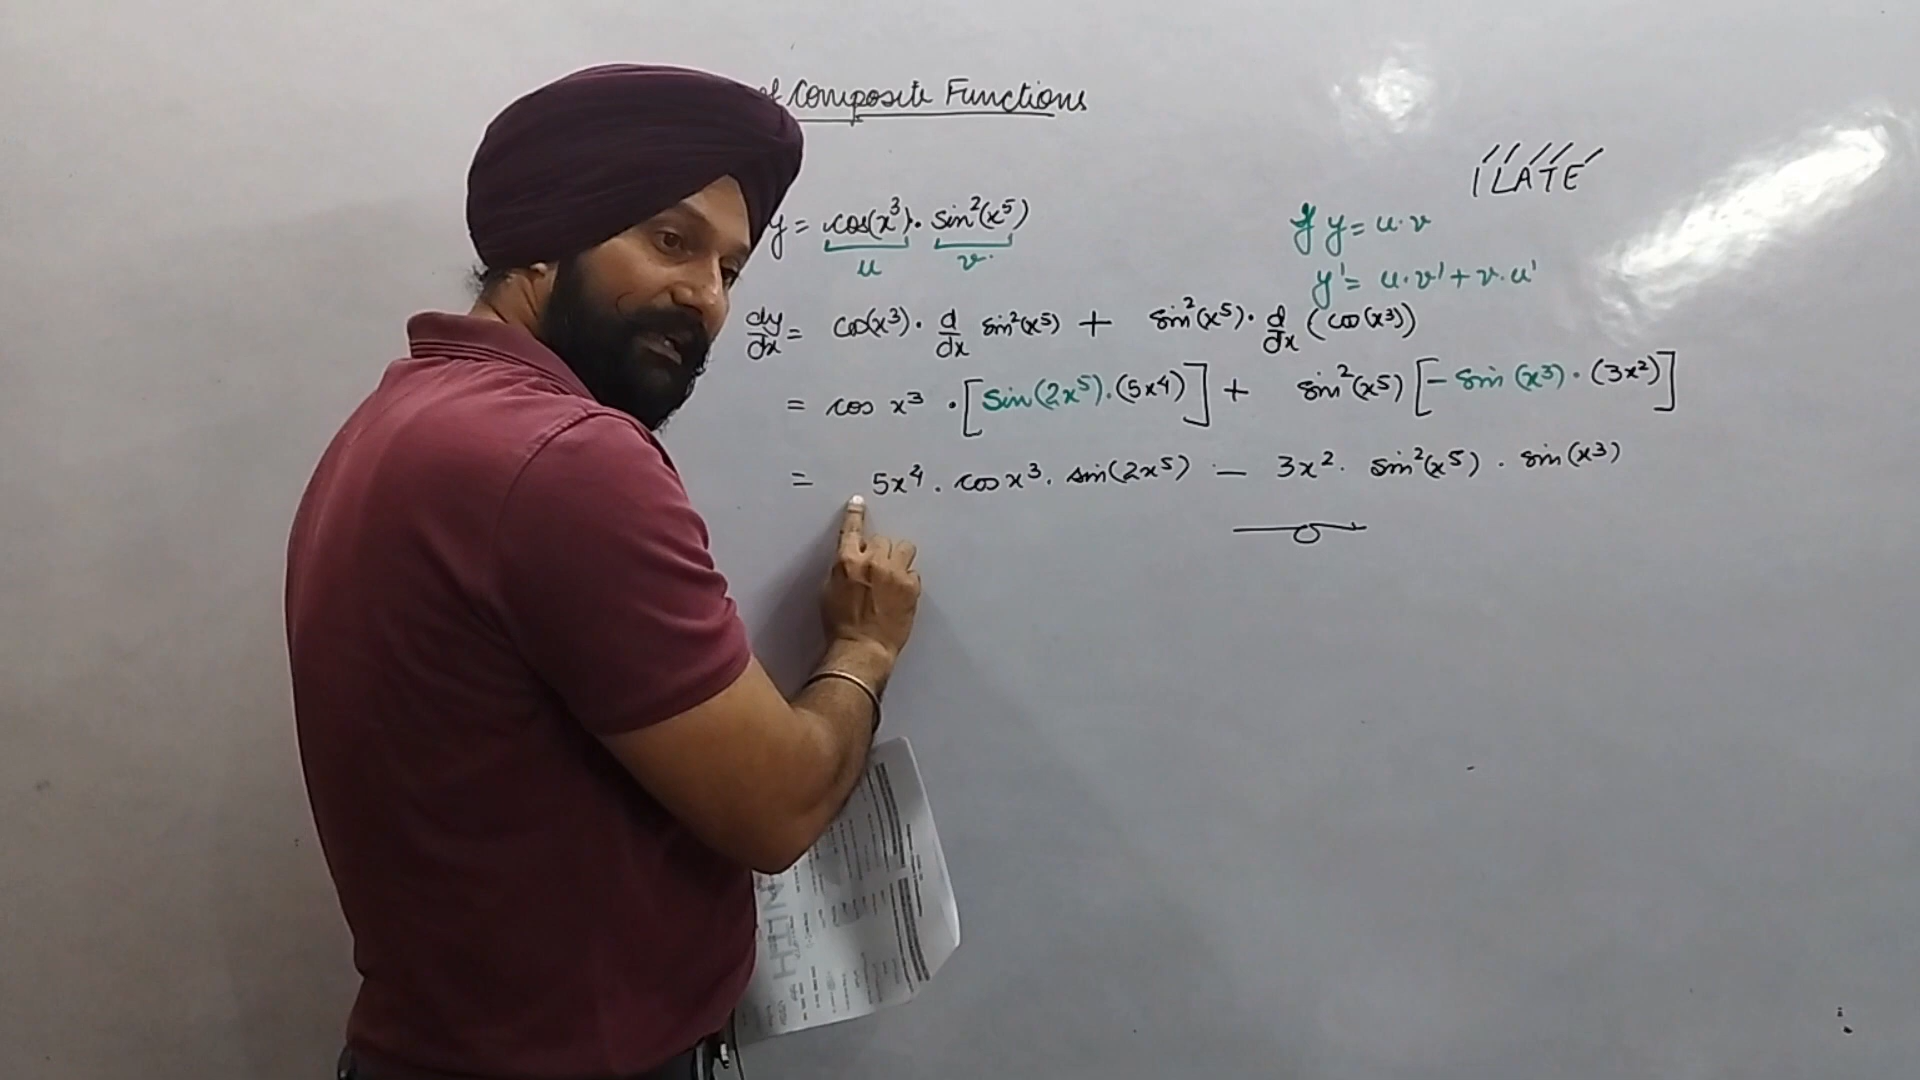 of Composite Functions
ILATE
y = cos(x³) · sin²(x⁵)
u v
If y = u·v
y' = u·v' + v·u'
dy/dx = cos(x³) · d/dx sin²(x⁵) + sin²(x⁵) · d/dx (cos(x³))
= cos x³ · [sin(2x⁵) · (5x⁴)] + sin²(x⁵) [- sin(x³) · (3x²)]
= 5x⁴ · cos x³ · sin(2x⁵) - 3x² · sin²(x⁵) · sin(x³)